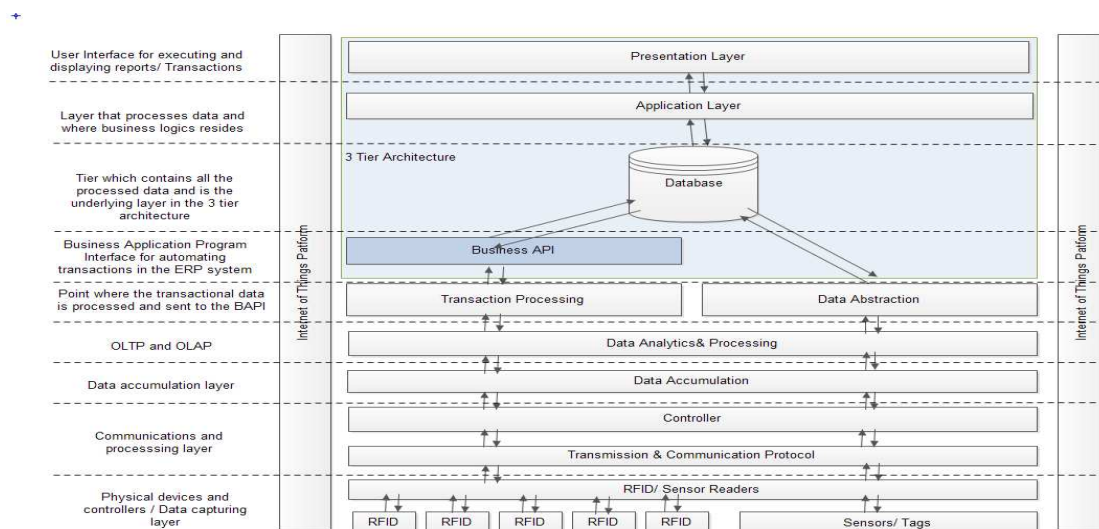 User Interface for executing and
displaying reports/ Transactions
Presentation Layer
Layer that processes data and
where business logics resides
Application Layer
3 Tier Architecture
Tier which contains all the
processed data and is the
underlying layer in the 3 tier
architecture
Database
Business Application Program
Interface for automating
transactions in the ERP system
Business API
Internet of Things Patform
Internet of Things Patform
Point where the transactional data
is processed and sent to the BAPI
Transaction Processing
Data Abstraction
OLTP and OLAP
Data Analytics& Processing
Data accumulation layer
Data Accumulation
Communications and
processsing layer
Controller
Transmission & Communication Protocol
Physical devices and
controllers / Data capturing
layer
RFID/ Sensor Readers
RFID
RFID
RFID
RFID
RFID
Sensors/ Tags